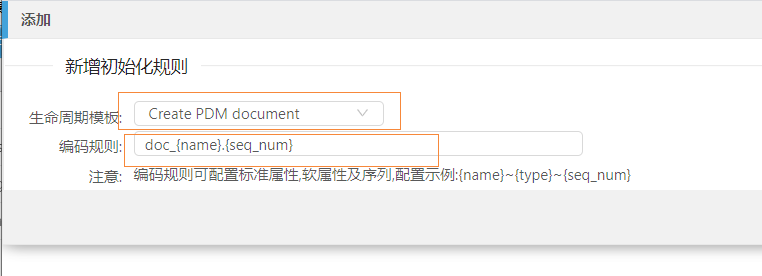 添加
新增初始化规则
生命周期模板: Create PDM document
编码规则: doc_{name}.{seq_num}
注意: 编码规则可配置标准属性,软属性及序列,配置示例:{name}~{type}~{seq_num}